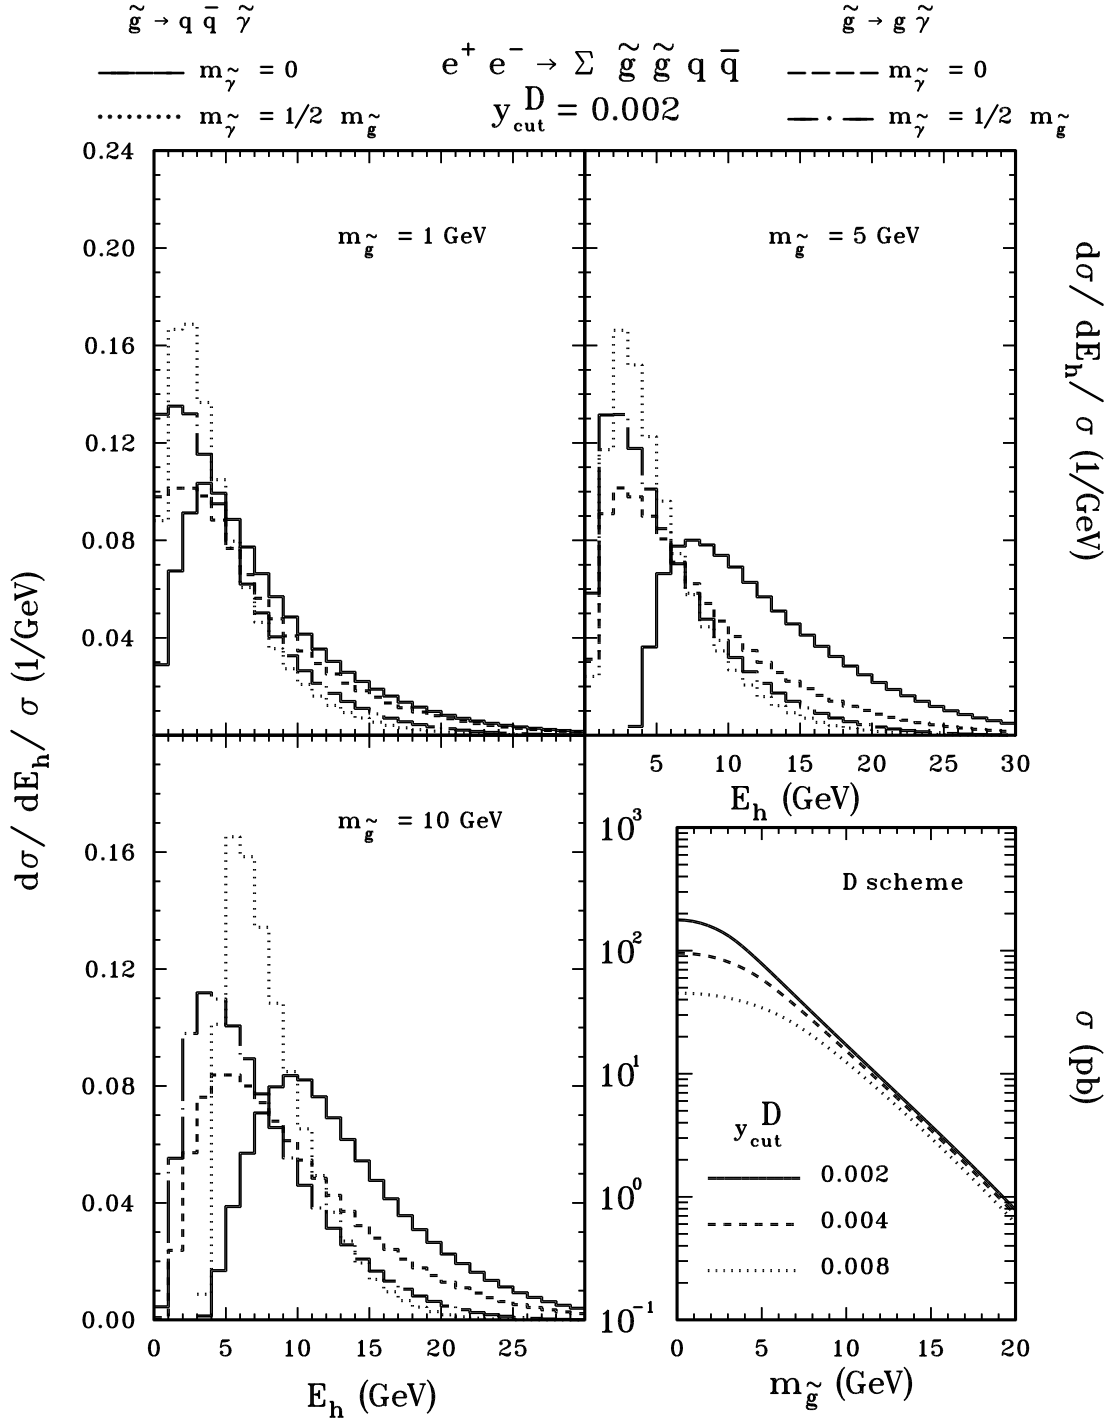 g̃ → q q̄ γ̃
g̃ → g γ̃
e⁺ e⁻ → Σ g̃ g̃ q q̄
m_γ̃ = 0
m_γ̃ = 0
y_cut^D = 0.002
m_γ̃ = 1/2 m_g̃
m_γ̃ = 1/2 m_g̃
0.24
m_g̃ = 1 GeV
m_g̃ = 5 GeV
0.20
0.16
0.12
0.08
0.04
dσ/ dE_h/ σ (1/GeV)
dσ/ dE_h/ σ (1/GeV)
5 10 15 20 25 30
E_h (GeV)
m_g̃ = 10 GeV
0.16
0.12
0.08
0.04
0.00
0 5 10 15 20 25
E_h (GeV)
10³
D scheme
10²
10¹
10⁰
10⁻¹
σ (pb)
y_cut^D
0.002
0.004
0.008
0 5 10 15 20
m_g̃ (GeV)